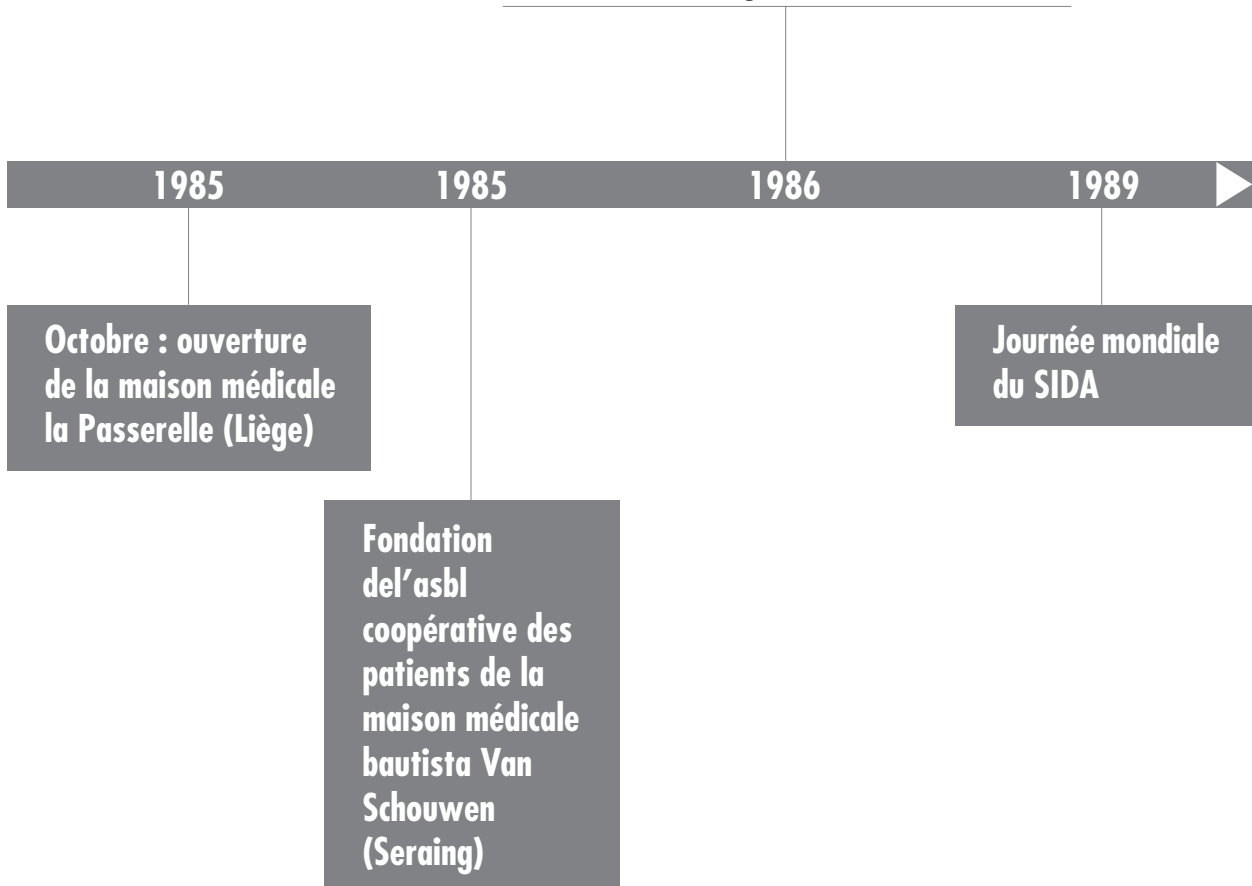 1985
1985
1986
1989
Octobre : ouverture
de la maison médicale
la Passerelle (Liège)
Journée mondiale
du SIDA
Fondation
del’asbl
coopérative des
patients de la
maison médicale
bautista Van
Schouwen
(Seraing)